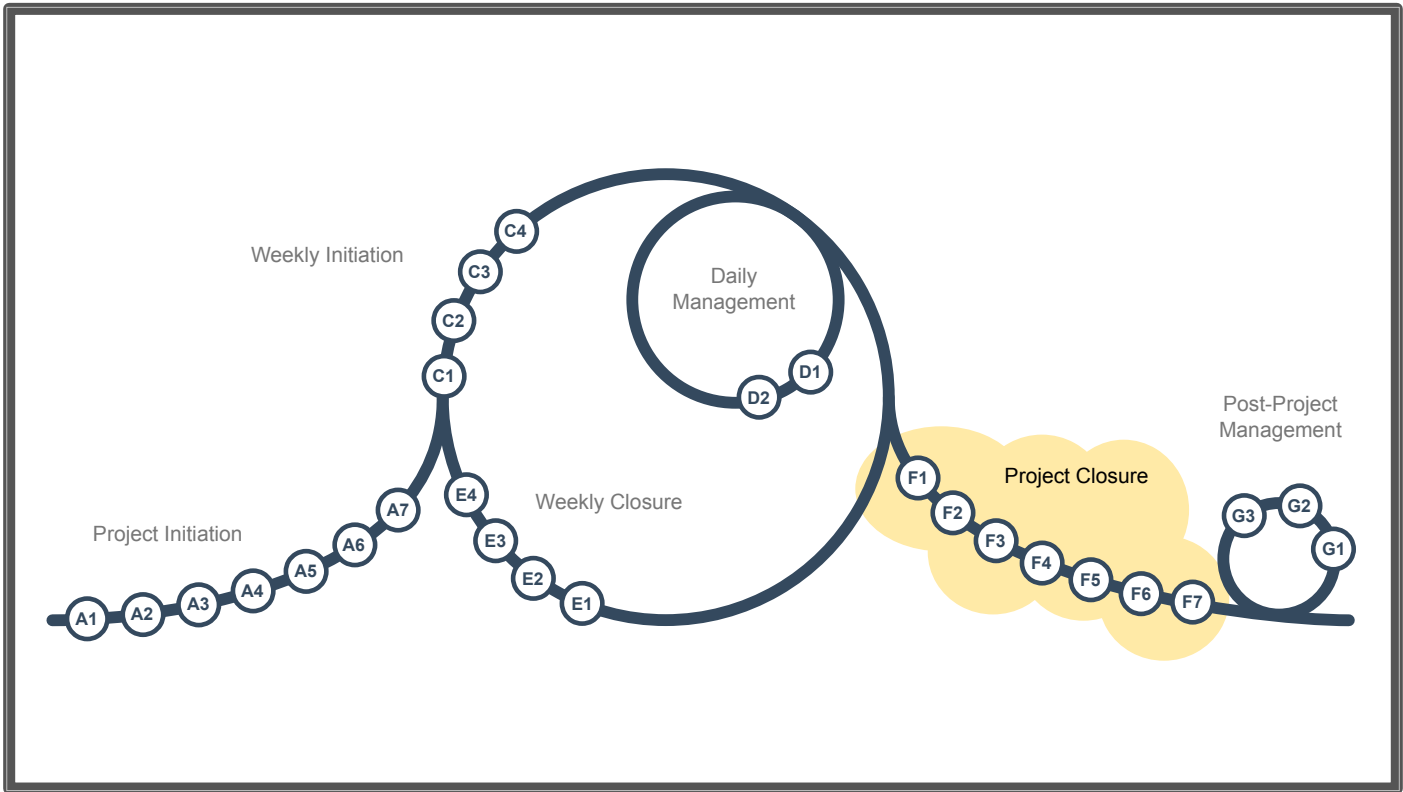 Project Initiation
A1
A2
A3
A4
A5
A6
A7
Weekly Initiation
C1
C2
C3
C4
Daily
Management
D1
D2
Weekly Closure
E1
E2
E3
E4
Project Closure
F1
F2
F3
F4
F5
F6
F7
Post-Project
Management
G1
G2
G3